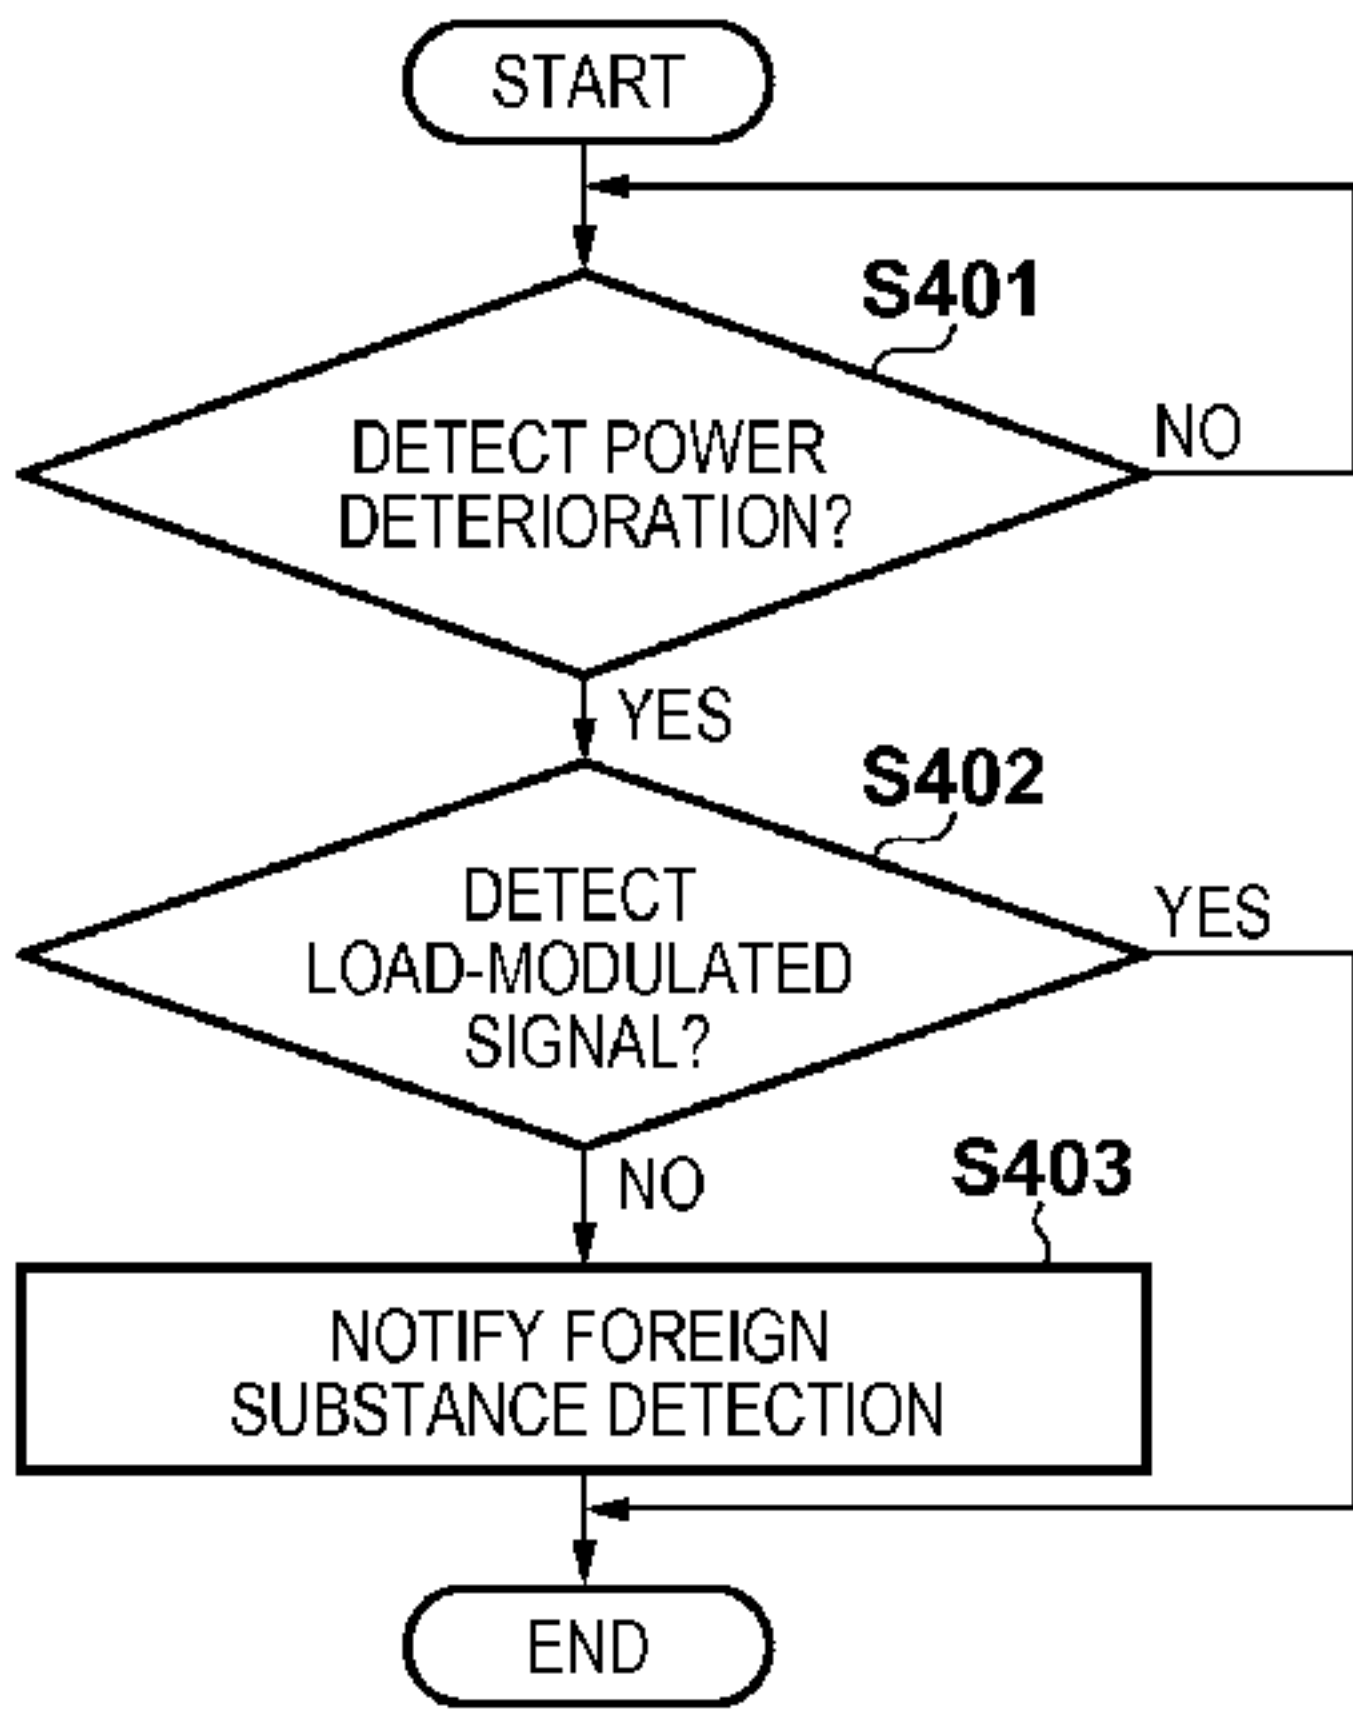 START
S401
DETECT POWER
DETERIORATION?
NO
YES
S402
DETECT
LOAD-MODULATED
SIGNAL?
YES
NO
S403
NOTIFY FOREIGN
SUBSTANCE DETECTION
END